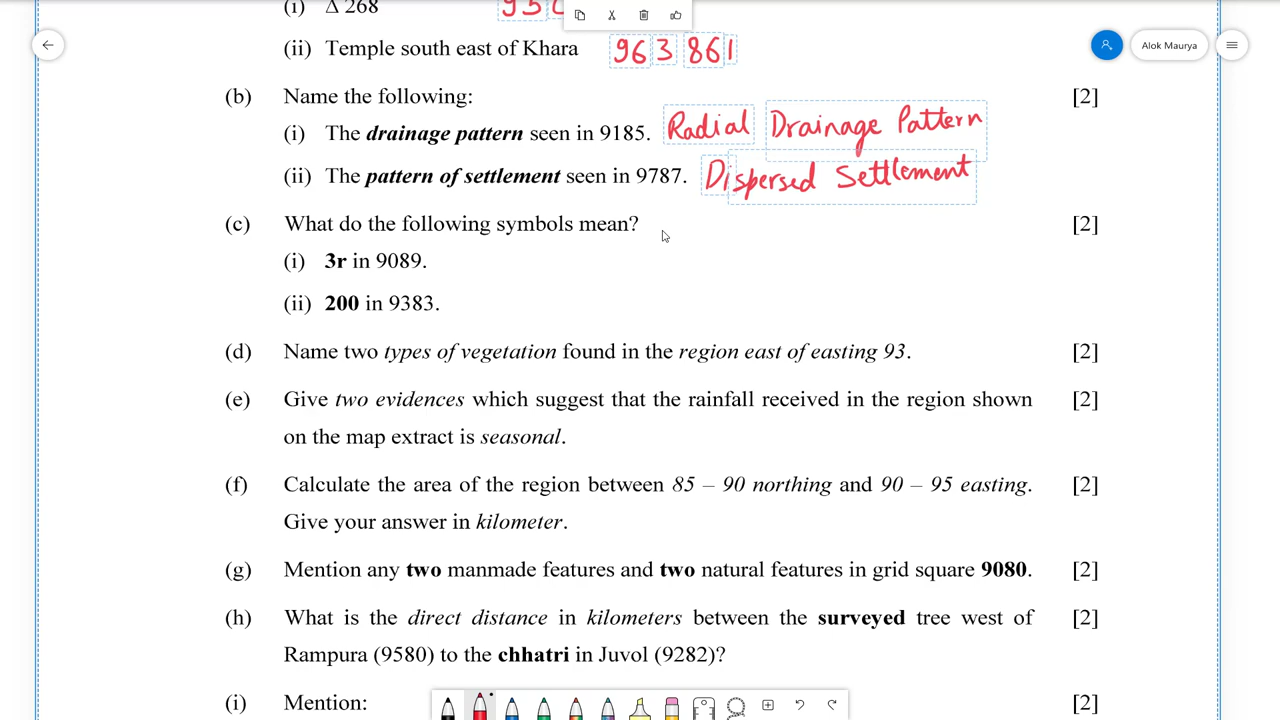 (i) Δ 268
(ii) Temple south east of Khara 963 861
Alok Maurya
(b) Name the following: [2]
(i) The drainage pattern seen in 9185. Radial Drainage Pattern
(ii) The pattern of settlement seen in 9787. Dispersed Settlement
(c) What do the following symbols mean? [2]
(i) 3r in 9089.
(ii) 200 in 9383.
(d) Name two types of vegetation found in the region east of easting 93. [2]
(e) Give two evidences which suggest that the rainfall received in the region shown [2]
on the map extract is seasonal.
(f) Calculate the area of the region between 85 – 90 northing and 90 – 95 easting. [2]
Give your answer in kilometer.
(g) Mention any two manmade features and two natural features in grid square 9080. [2]
(h) What is the direct distance in kilometers between the surveyed tree west of [2]
Rampura (9580) to the chhatri in Juvol (9282)?
(i) Mention: [2]